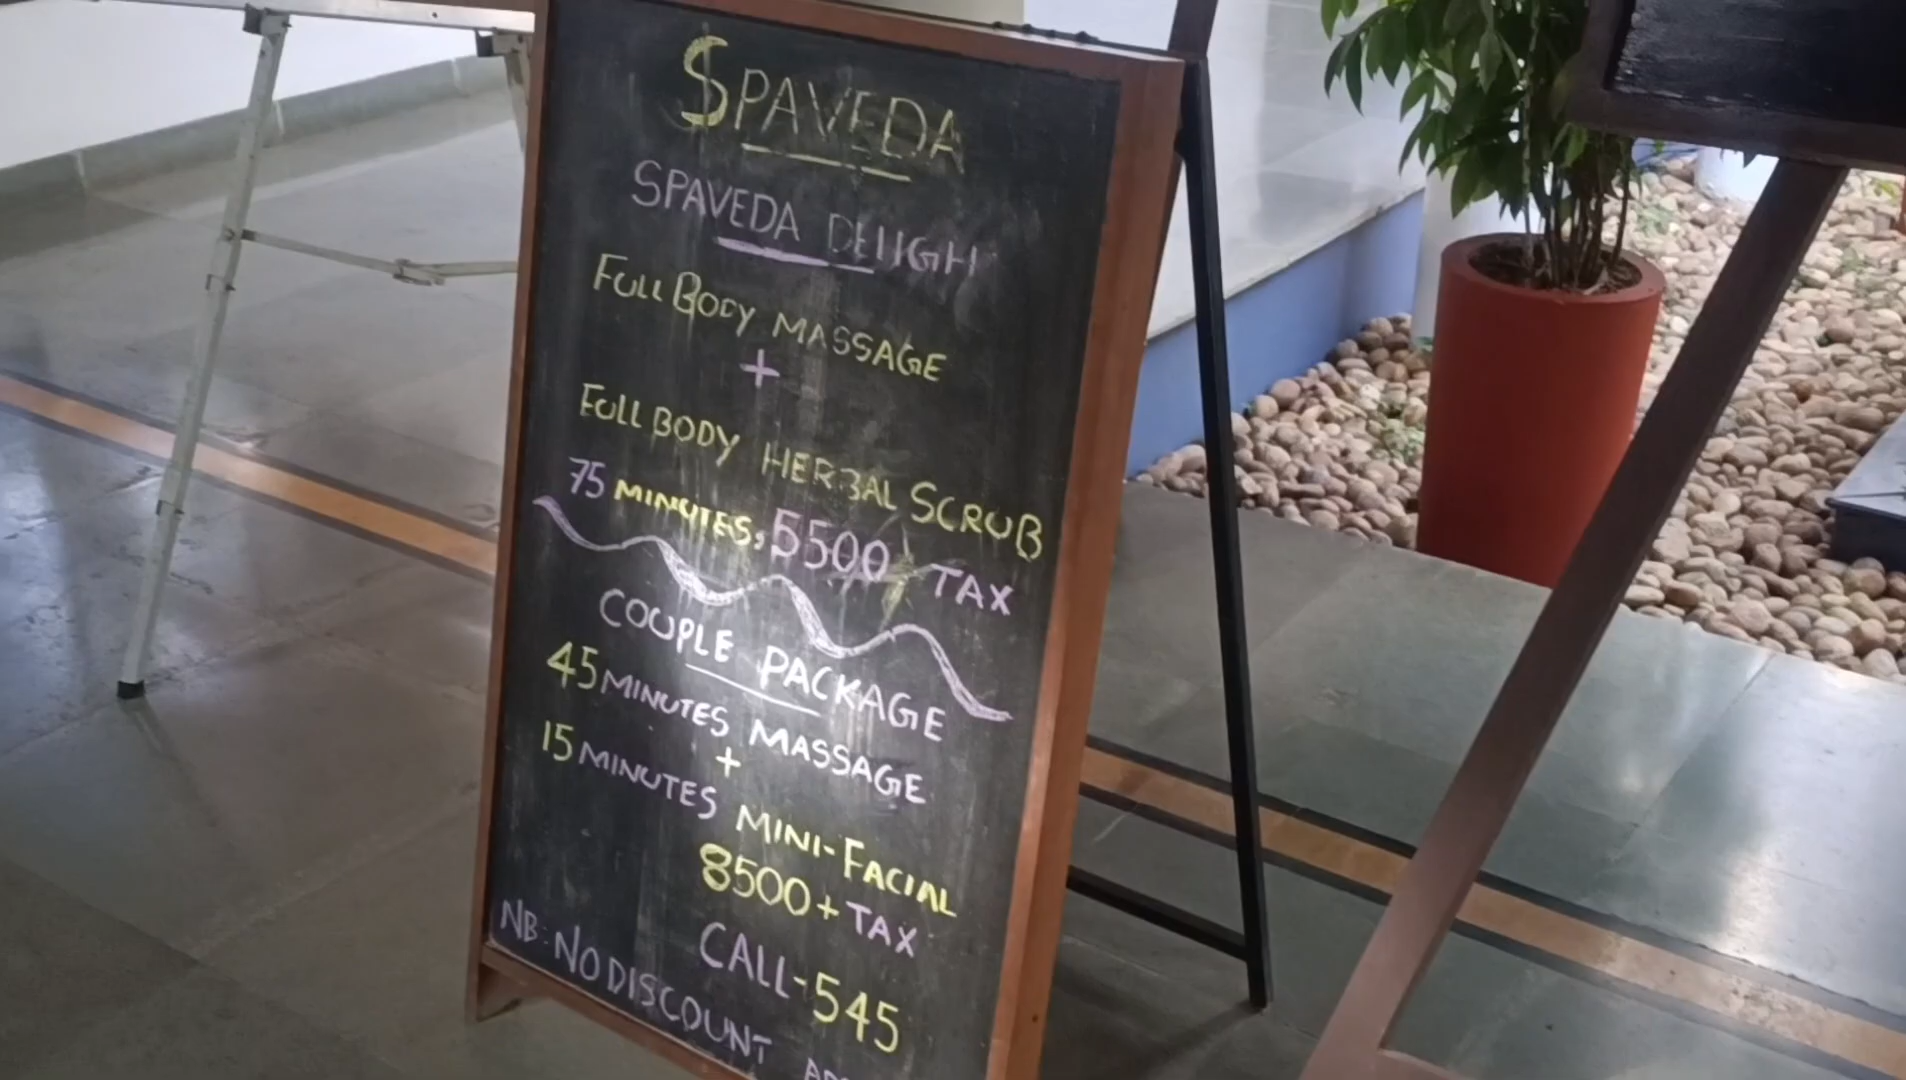 SPAVEDA
SPAVEDA DELIGH
FULL BODY MASSAGE
+
FULL BODY HERBAL SCRUB
75 MINUTES, 5500, TAX
COUPLE PACKAGE
45 MINUTES MASSAGE
+
15 MINUTES MINI-FACIAL
8500 + TAX
CALL-545
NB: NO DISCOUNT